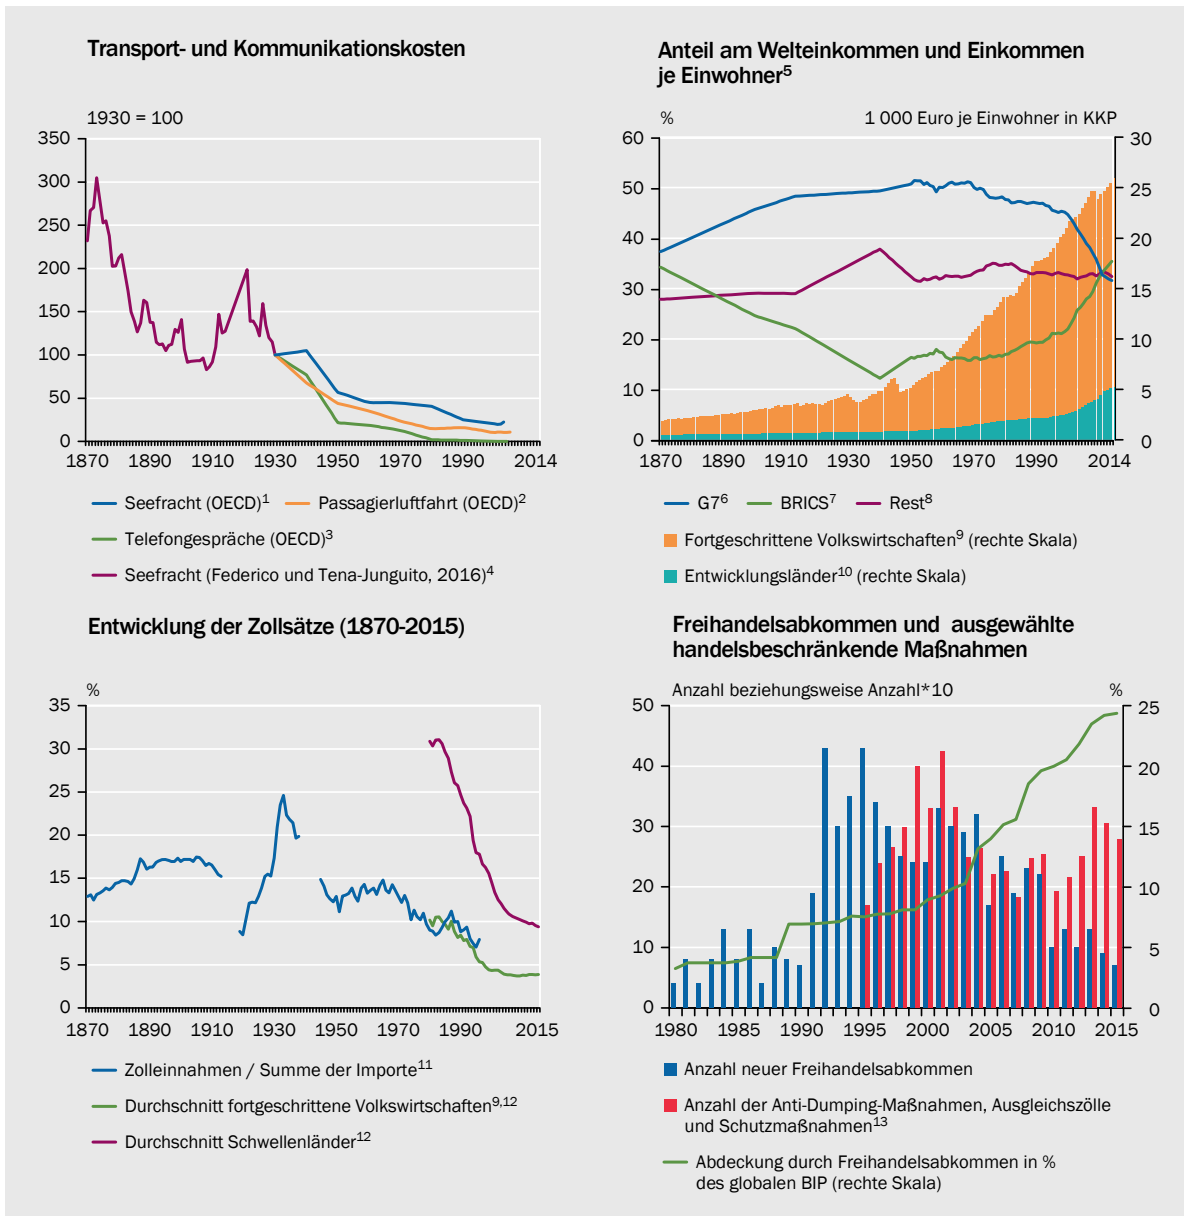 Transport- und Kommunikationskosten
1930 = 100
350
300
250
200
150
100
50
0
1870 1890 1910 1930 1950 1970 1990 2014
Seefracht (OECD)1 Passagierluftfahrt (OECD)2
Telefongespräche (OECD)3
Seefracht (Federico und Tena-Junguito, 2016)4
Anteil am Welteinkommen und Einkommen
je Einwohner5
% 1 000 Euro je Einwohner in KKP
60 30
50 25
40 20
30 15
20 10
10 5
0 0
1870 1890 1910 1930 1950 1970 1990 2014
G76 BRICS7 Rest8
Fortgeschrittene Volkswirtschaften9 (rechte Skala)
Entwicklungsländer10 (rechte Skala)
Entwicklung der Zollsätze (1870-2015)
%
35
30
25
20
15
10
5
0
1870 1890 1910 1930 1950 1970 1990 2015
Zolleinnahmen / Summe der Importe11
Durchschnitt fortgeschrittene Volkswirtschaften9,12
Durchschnitt Schwellenländer12
Freihandelsabkommen und ausgewählte
handelsbeschränkende Maßnahmen
Anzahl beziehungsweise Anzahl*10 %
50 25
40 20
30 15
20 10
10 5
0 0
1980 1985 1990 1995 2000 2005 2010 2015
Anzahl neuer Freihandelsabkommen
Anzahl der Anti-Dumping-Maßnahmen, Ausgleichszölle
und Schutzmaßnahmen13
Abdeckung durch Freihandelsabkommen in %
des globalen BIP (rechte Skala)